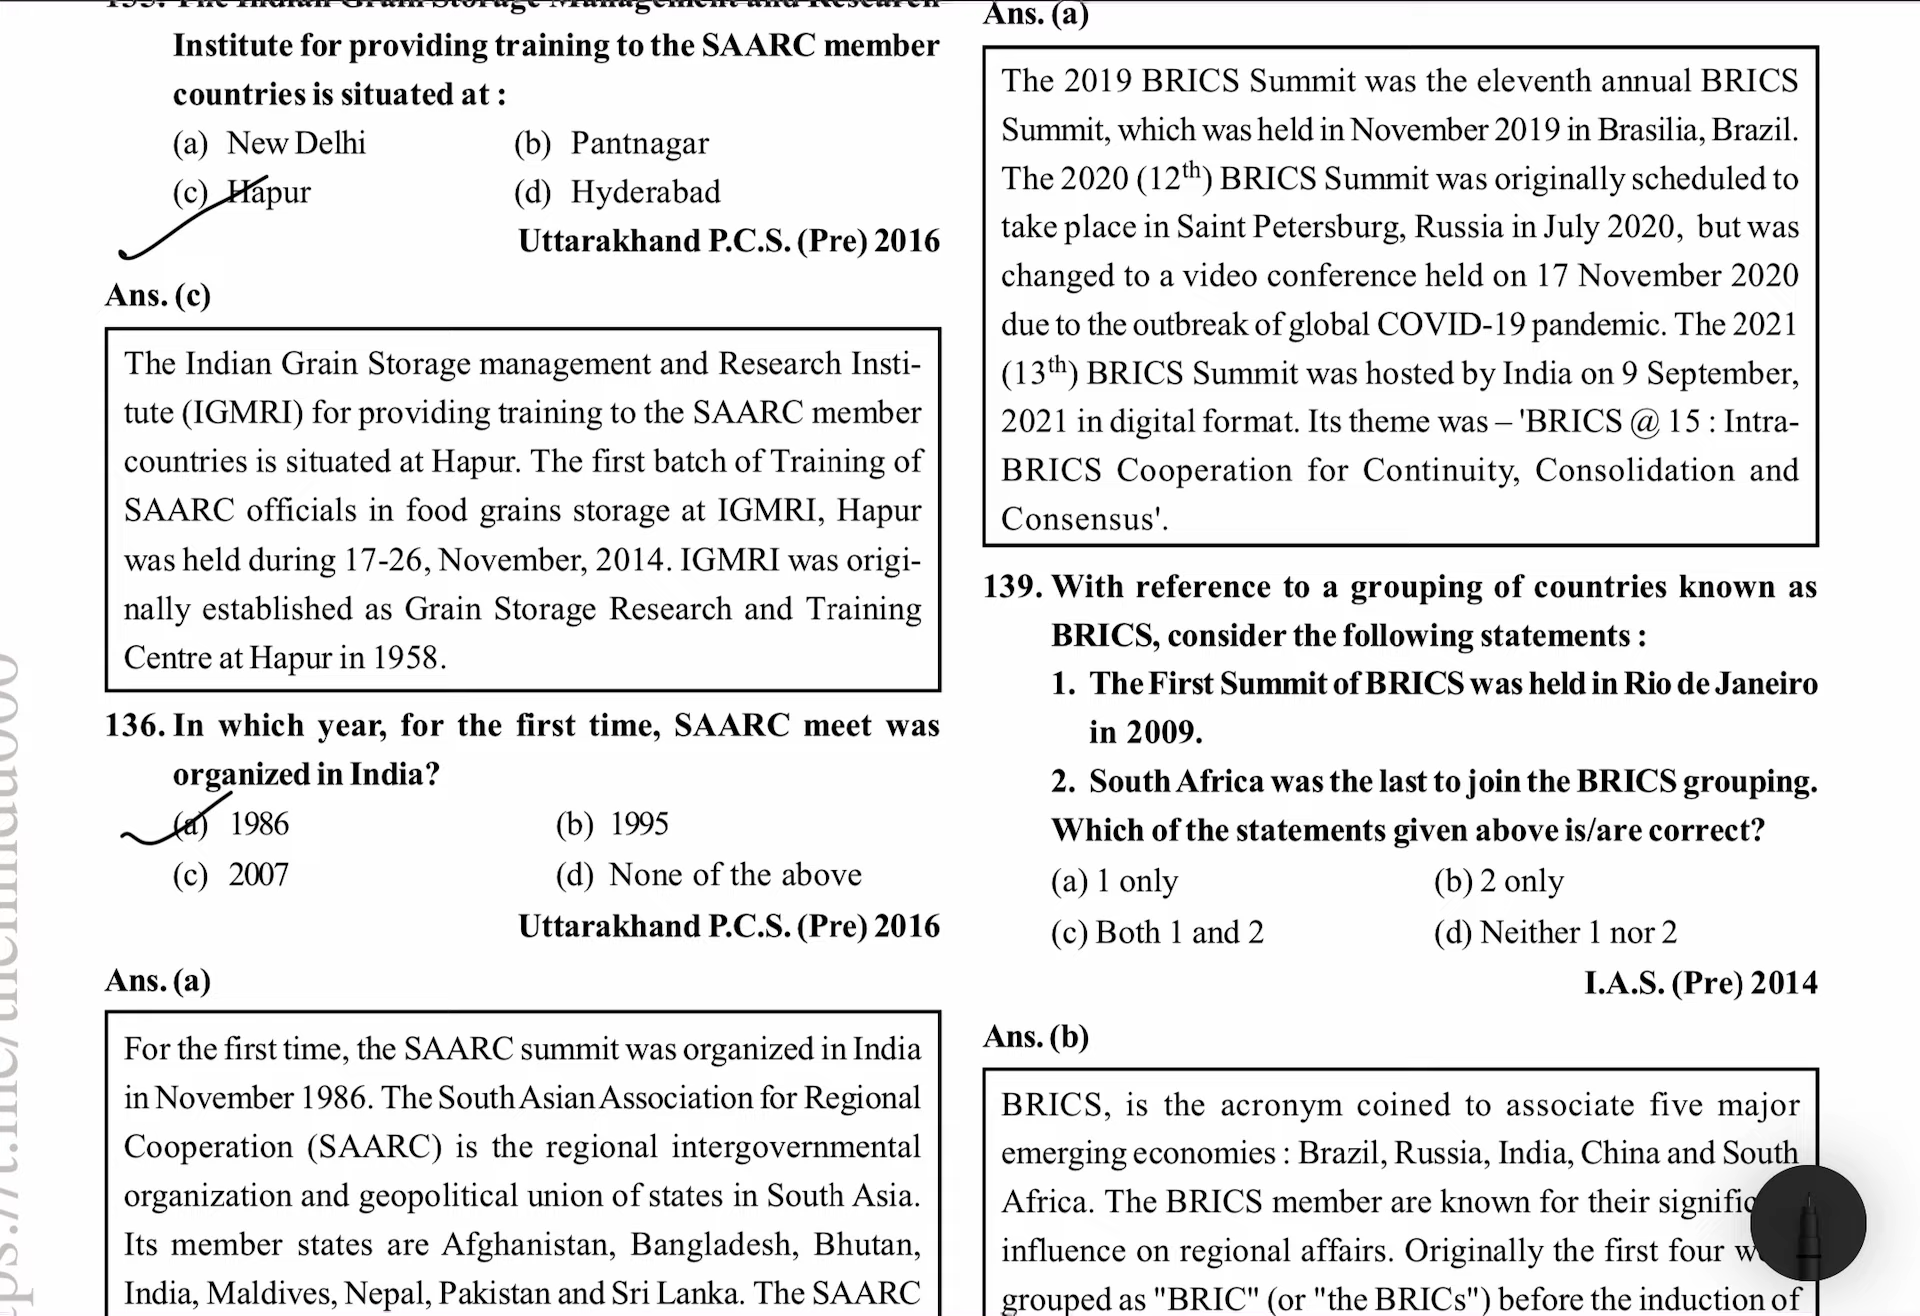 135. The Indian Grain Storage Management and Research
Institute for providing training to the SAARC member
countries is situated at :
(a) New Delhi (b) Pantnagar
(c) Hapur (d) Hyderabad
Uttarakhand P.C.S. (Pre) 2016
Ans. (c)
The Indian Grain Storage management and Research Insti-
tute (IGMRI) for providing training to the SAARC member
countries is situated at Hapur. The first batch of Training of
SAARC officials in food grains storage at IGMRI, Hapur
was held during 17-26, November, 2014. IGMRI was origi-
nally established as Grain Storage Research and Training
Centre at Hapur in 1958.
136. In which year, for the first time, SAARC meet was
organized in India?
(a) 1986 (b) 1995
(c) 2007 (d) None of the above
Uttarakhand P.C.S. (Pre) 2016
Ans. (a)
For the first time, the SAARC summit was organized in India
in November 1986. The South Asian Association for Regional
Cooperation (SAARC) is the regional intergovernmental
organization and geopolitical union of states in South Asia.
Its member states are Afghanistan, Bangladesh, Bhutan,
India, Maldives, Nepal, Pakistan and Sri Lanka. The SAARC
Ans. (a)
The 2019 BRICS Summit was the eleventh annual BRICS
Summit, which was held in November 2019 in Brasilia, Brazil.
The 2020 (12th) BRICS Summit was originally scheduled to
take place in Saint Petersburg, Russia in July 2020, but was
changed to a video conference held on 17 November 2020
due to the outbreak of global COVID-19 pandemic. The 2021
(13th) BRICS Summit was hosted by India on 9 September,
2021 in digital format. Its theme was – 'BRICS @ 15 : Intra-
BRICS Cooperation for Continuity, Consolidation and
Consensus'.
139. With reference to a grouping of countries known as
BRICS, consider the following statements :
1. The First Summit of BRICS was held in Rio de Janeiro
in 2009.
2. South Africa was the last to join the BRICS grouping.
Which of the statements given above is/are correct?
(a) 1 only (b) 2 only
(c) Both 1 and 2 (d) Neither 1 nor 2
I.A.S. (Pre) 2014
Ans. (b)
BRICS, is the acronym coined to associate five major
emerging economies : Brazil, Russia, India, China and South
Africa. The BRICS member are known for their
influence on regional affairs. Originally the first four
grouped as "BRIC" (or "the BRICs") before the induction of